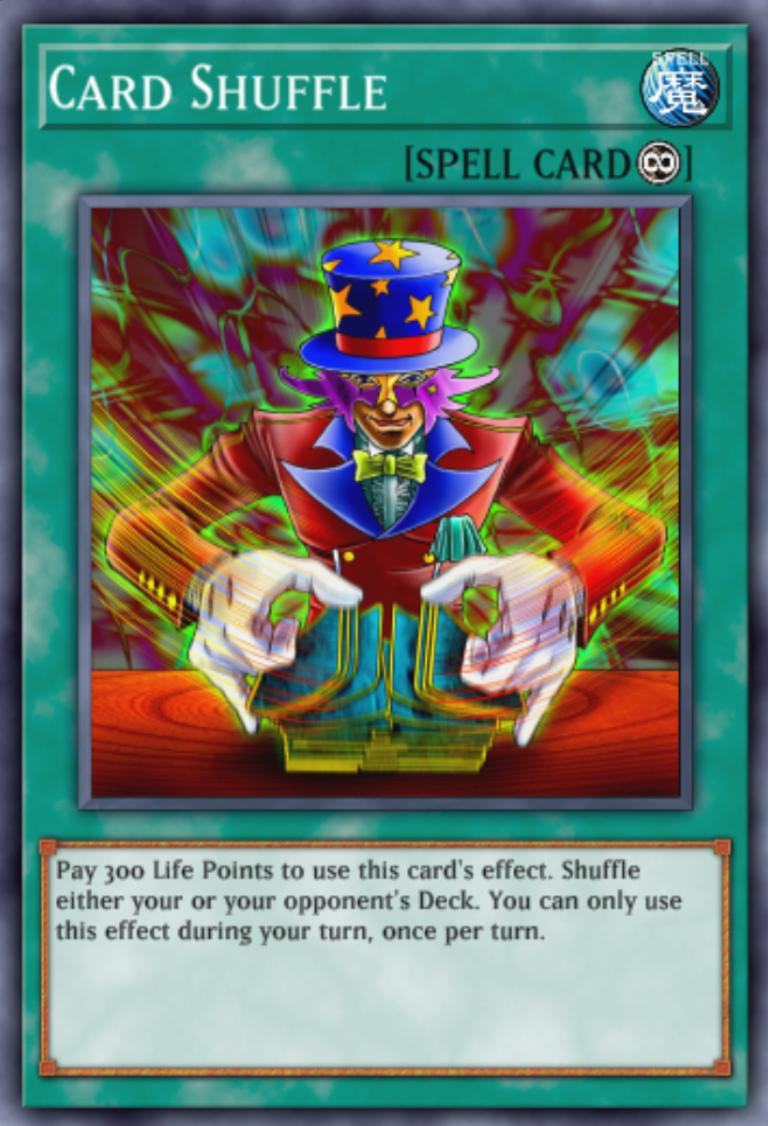 CARD SHUFFLE
SPELL
魔
[SPELL CARD]
Pay 300 Life Points to use this card's effect. Shuffle
either your or your opponent's Deck. You can only use
this effect during your turn, once per turn.